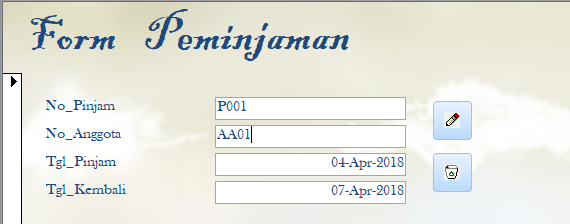 Form Peminjaman
No_Pinjam P001
No_Anggota AA01
Tgl_Pinjam 04-Apr-2018
Tgl_Kembali 07-Apr-2018